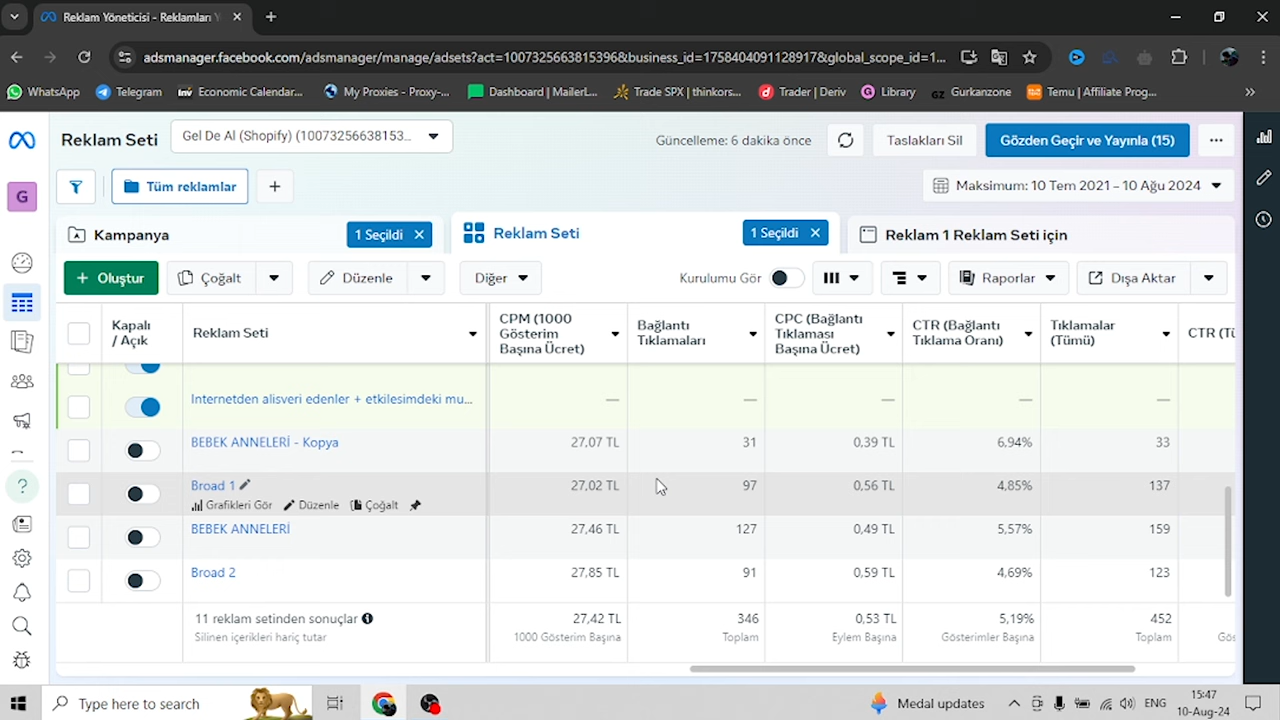 Reklam Yöneticisi - Reklamları Y
adsmanager.facebook.com/adsmanager/manage/adsets?act=1007325663815396&business_id=1758404091128917&global_scope_id=1...
WhatsApp
Telegram
Economic Calendar...
My Proxies - Proxy-...
Dashboard | MailerL...
Trade SPX | thinkors...
Trader | Deriv
Library
GZ Gurkanzone
Temu | Affiliate Prog...
Reklam Seti
Gel De Al (Shopify) (10073256638153...
Güncelleme: 6 dakika önce
Taslakları Sil
Gözden Geçir ve Yayınla (15)
G
Tüm reklamlar
Maksimum: 10 Tem 2021 – 10 Ağu 2024
Kampanya
1 Seçildi
Reklam Seti
1 Seçildi
Reklam 1 Reklam Seti için
+ Oluştur
Çoğalt
Düzenle
Diğer
Kurulumu Gör
Raporlar
Dışa Aktar
Kapalı / Açık
Reklam Seti
CPM (1000 Gösterim Başına Ücret)
Bağlantı Tıklamaları
CPC (Bağlantı Tıklaması Başına Ücret)
CTR (Bağlantı Tıklama Oranı)
Tıklamalar (Tümü)
CTR (Tü
Internetden alisveri edenler + etkilesimdeki mu... — — — — —
BEBEK ANNELERİ - Kopya 27,07 TL 31 0,39 TL 6,94% 33
Broad 1 27,02 TL 97 0,56 TL 4,85% 137
Grafikleri Gör Düzenle Çoğalt
BEBEK ANNELERİ 27,46 TL 127 0,49 TL 5,57% 159
Broad 2 27,85 TL 91 0,59 TL 4,69% 123
11 reklam setinden sonuçlar 27,42 TL 346 0,53 TL 5,19% 452
Silinen içerikleri hariç tutar 1000 Gösterim Başına Toplam Eylem Başına Gösterimler Başına Toplam Gös
Type here to search
Medal updates
ENG
15:47
10-Aug-24